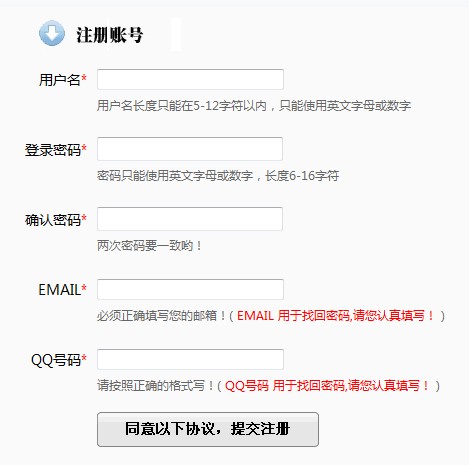 注册账号
用户名*
用户名长度只能在5-12字符以内，只能使用英文字母或数字
登录密码*
密码只能使用英文字母或数字，长度6-16字符
确认密码*
两次密码要一致哟！
EMAIL*
必须正确填写您的邮箱！( EMAIL 用于找回密码,请您认真填写！ )
QQ号码*
请按照正确的格式写！( QQ号码 用于找回密码,请您认真填写！ )
同意以下协议，提交注册